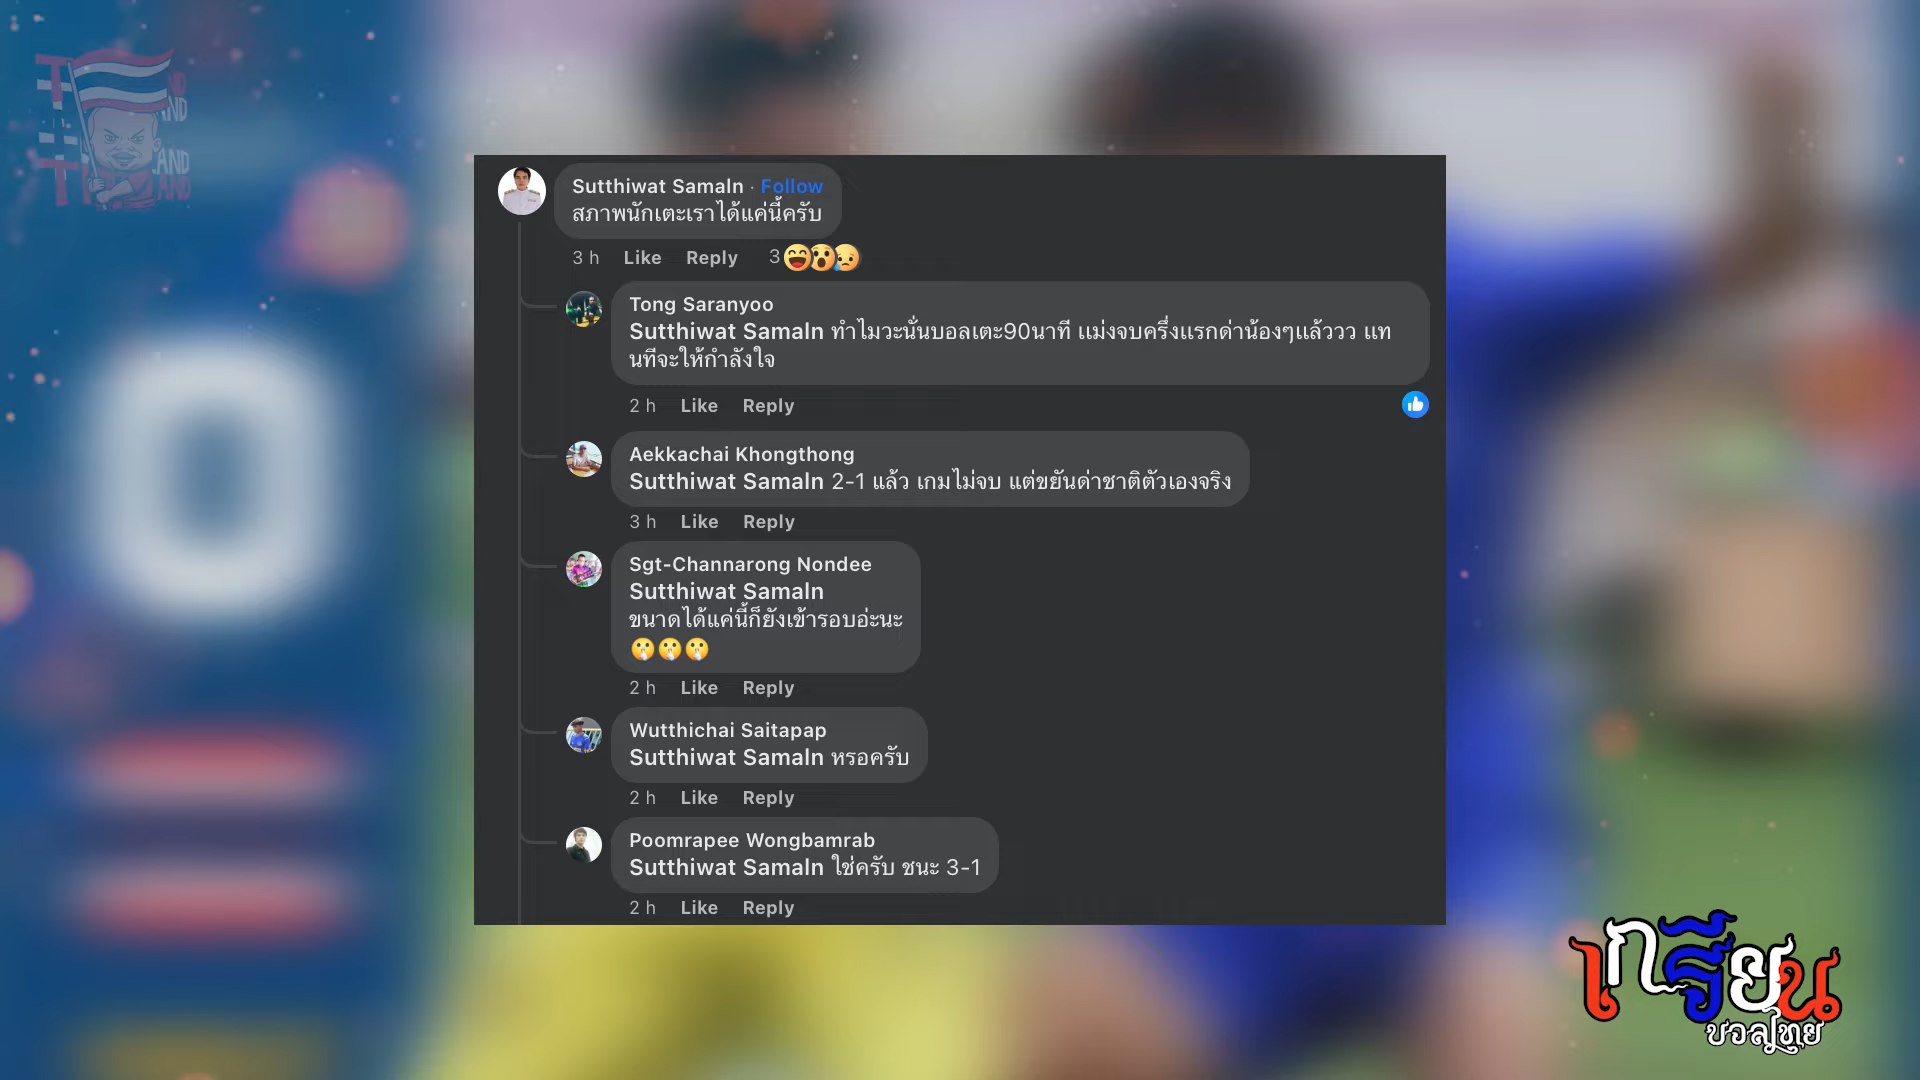 Sutthiwat Samaln · Follow
สภาพนักเตะเราได้แค่นี้ครับ
3 h Like Reply 3
Tong Saranyoo
Sutthiwat Samaln ทำไมวะนั่นบอลเตะ90นาที แม่งจบครึ่งแรกด่าน้องๆแล้ววว แท
นทีจะให้กำลังใจ
2 h Like Reply
Aekkachai Khongthong
Sutthiwat Samaln 2-1 แล้ว เกมไม่จบ แต่ขยันด่าชาติตัวเองจริง
3 h Like Reply
Sgt-Channarong Nondee
Sutthiwat Samaln
ขนาดได้แค่นี้ก็ยังเข้ารอบอ่ะนะ
🤫🤫🤫
2 h Like Reply
Wutthichai Saitapap
Sutthiwat Samaln หรอครับ
2 h Like Reply
Poomrapee Wongbamrab
Sutthiwat Samaln ใช่ครับ ชนะ 3-1
2 h Like Reply
เกรียน
บอลไทย